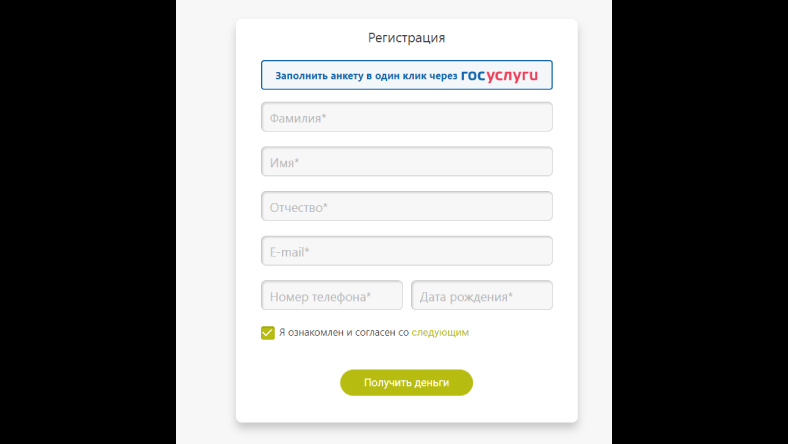 Регистрация
Заполнить анкету в один клик через госуслуги
Фамилия*
Имя*
Отчество*
E-mail*
Номер телефона* Дата рождения*
Я ознакомлен и согласен со следующим
Получить деньги